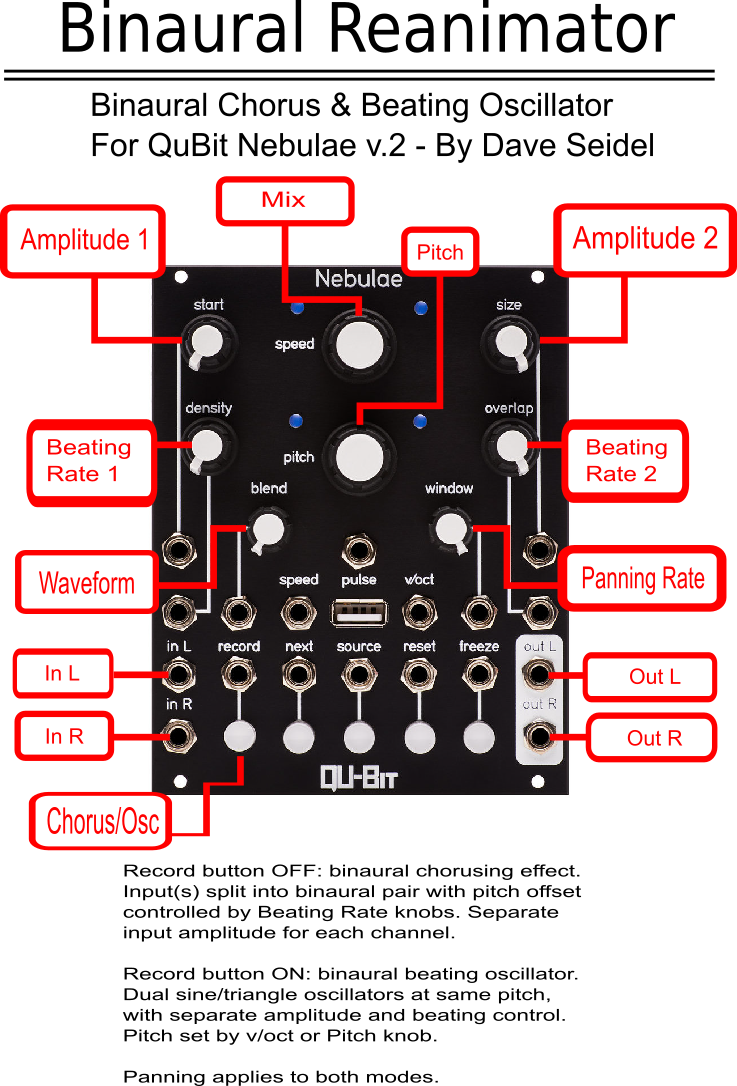 Binaural Reanimator
Binaural Chorus & Beating Oscillator
For QuBit Nebulae v.2 - By Dave Seidel
Mix
Amplitude 1
Pitch
Amplitude 2
Nebulae
start
size
speed
density
overlap
Beating
Rate 1
pitch
Beating
Rate 2
blend
window
Waveform
Panning Rate
speed
pulse
v/oct
in L
record
next
source
reset
freeze
out L
In L
Out L
in R
out R
In R
Out R
QU-BIT
Chorus/Osc
Record button OFF: binaural chorusing effect.
Input(s) split into binaural pair with pitch offset
controlled by Beating Rate knobs. Separate
input amplitude for each channel.
Record button ON: binaural beating oscillator.
Dual sine/triangle oscillators at same pitch,
with separate amplitude and beating control.
Pitch set by v/oct or Pitch knob.
Panning applies to both modes.